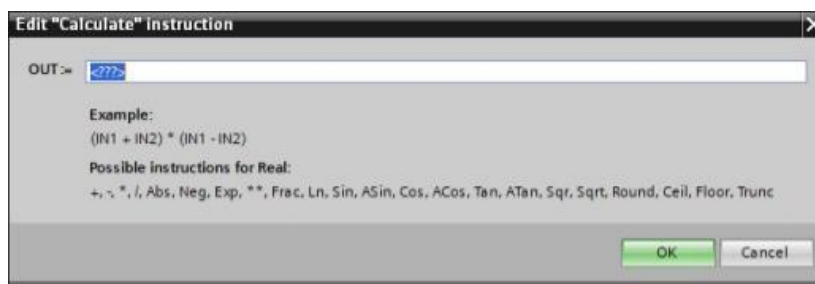 Edit "Calculate" instruction
OUT := <???>
Example:
(IN1 + IN2) * (IN1 - IN2)
Possible instructions for Real:
+, -, *, /, Abs, Neg, Exp, **, Frac, Ln, Sin, ASin, Cos, ACos, Tan, ATan, Sqr, Sqrt, Round, Ceil, Floor, Trunc
OK Cancel